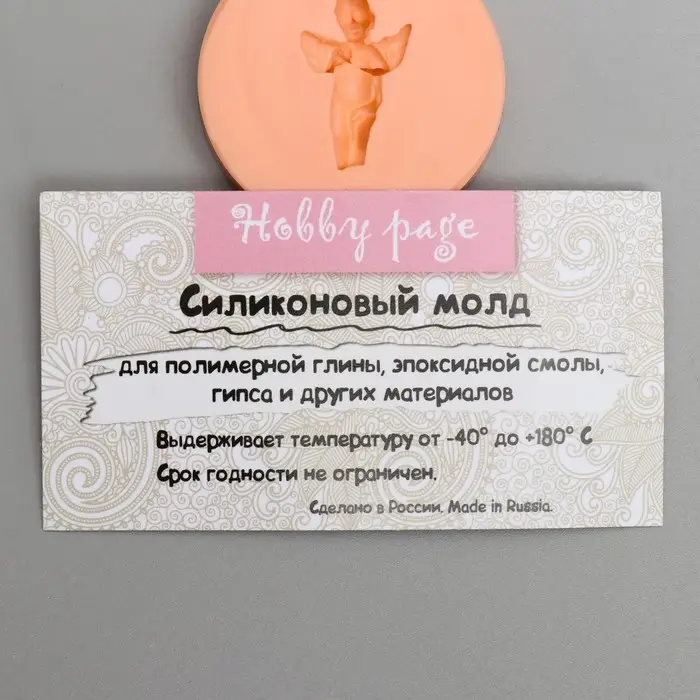 Hobby page
Силиконовый молд
для полимерной глины, эпоксидной смолы,
гипса и других материалов
Выдерживает температуру от -40° до +180° С
Срок годности не ограничен.
Сделано в России. Made in Russia.